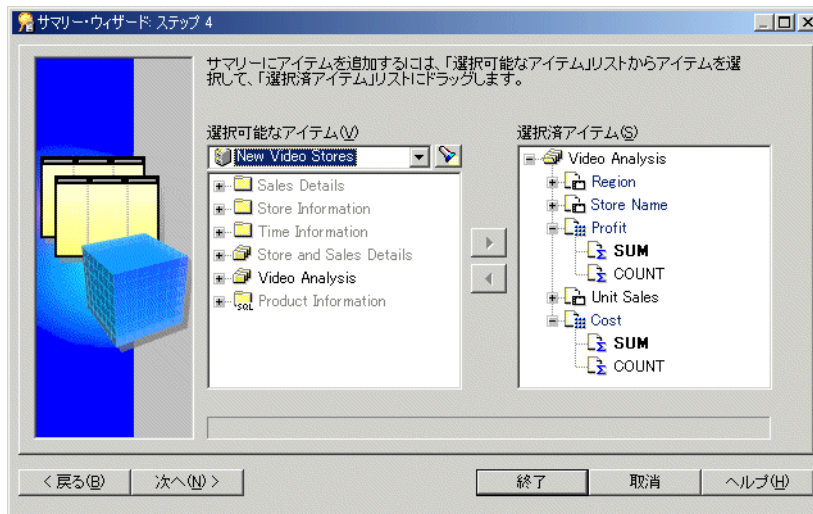 サマリー・ウィザード: ステップ 4
サマリーにアイテムを追加するには、「選択可能なアイテム」リストからアイテムを選
択して、「選択済アイテム」リストにドラッグします。
選択可能なアイテム(V)
New Video Stores
Sales Details
Store Information
Time Information
Store and Sales Details
Video Analysis
SQL Product Information
選択済アイテム(S)
Video Analysis
Region
Store Name
Profit
SUM
COUNT
Unit Sales
Cost
SUM
COUNT
< 戻る(B)
次へ(N) >
終了
取消
ヘルプ(H)